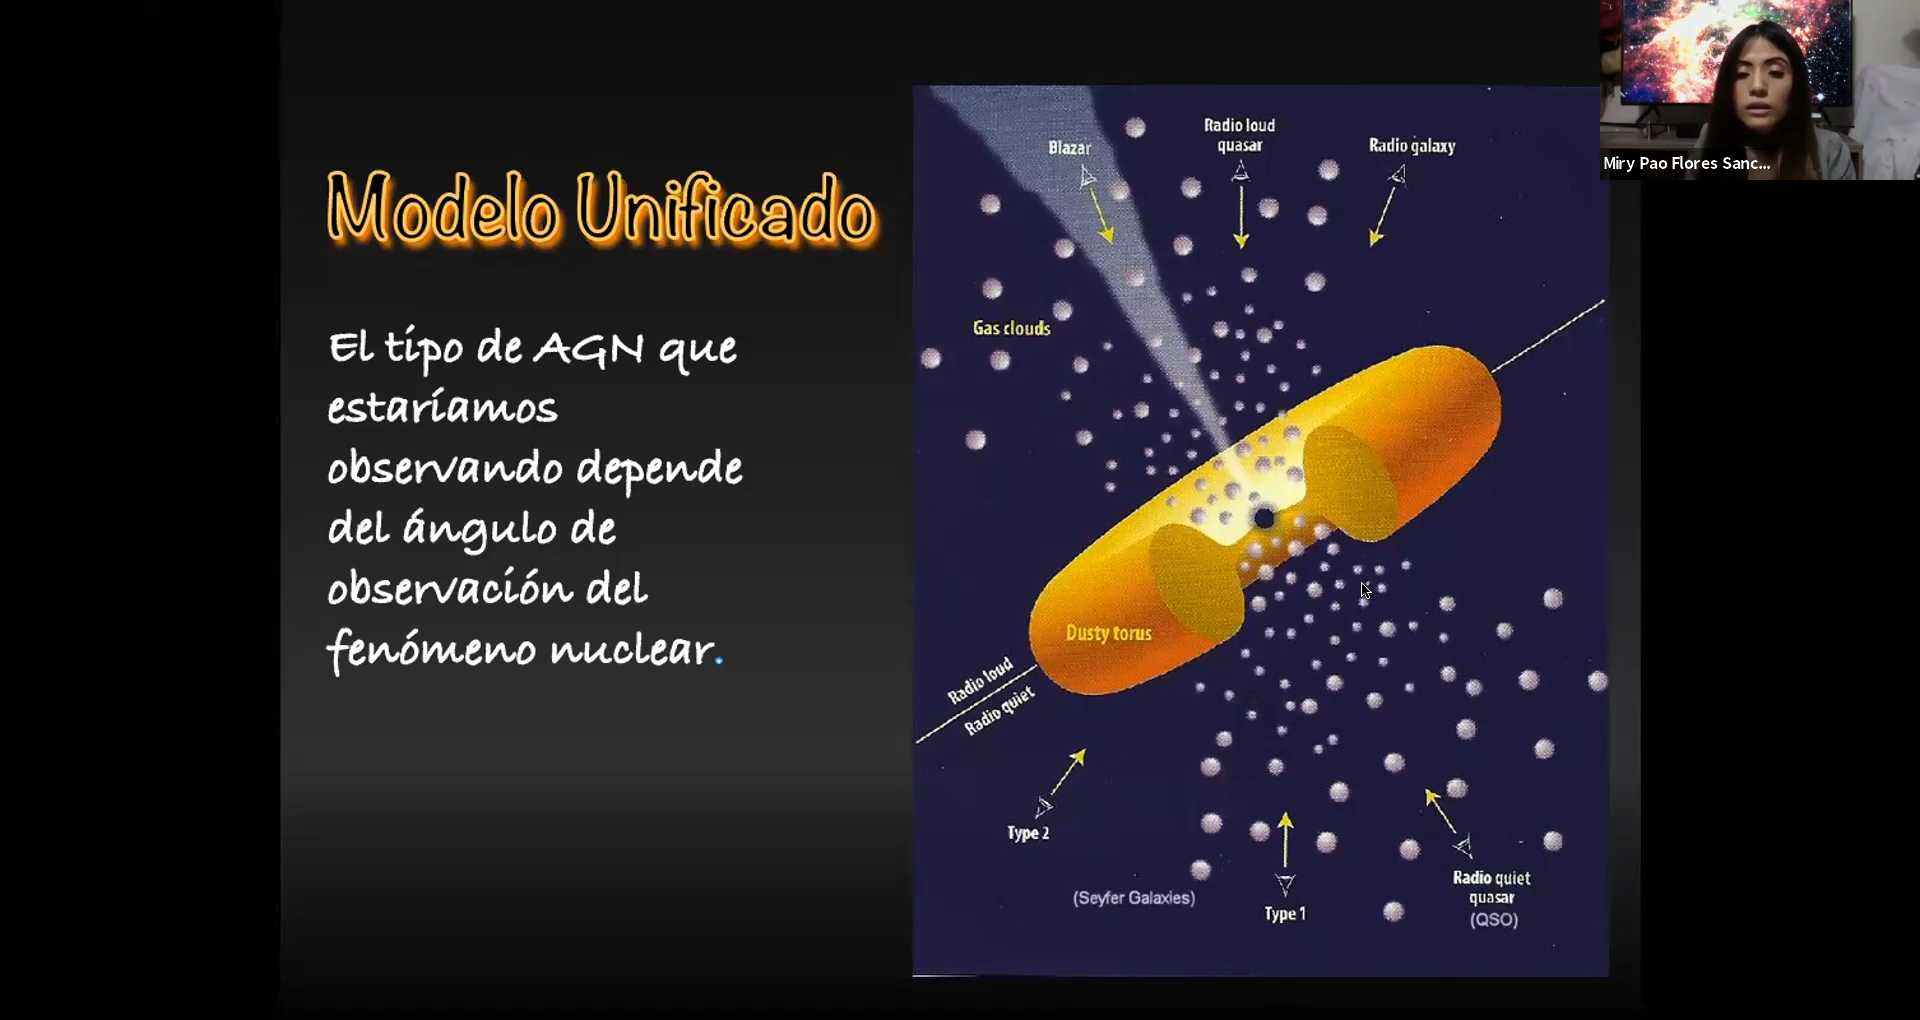 Modelo Unificado
El tipo de AGN que
estaríamos
observando depende
del ángulo de
observación del
fenómeno nuclear.
Blazar
Radio loud
quasar
Radio galaxy
Gas clouds
Dusty torus
Radio loud
Radio quiet
Type 2
(Seyfer Galaxies)
Type 1
Radio quiet
quasar
(QSO)
Miry Pao Flores Sanc...